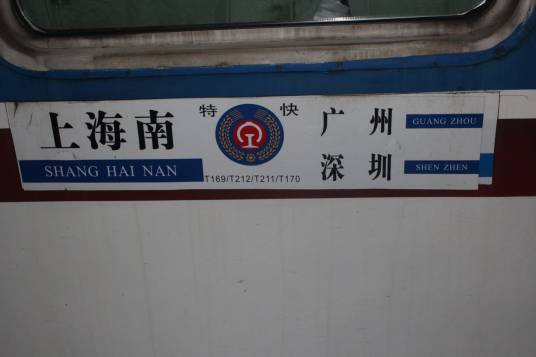 上海南
SHANG HAI NAN
特 快
T169/T212/T211/T170
广州 GUANG ZHOU
深圳 SHEN ZHEN